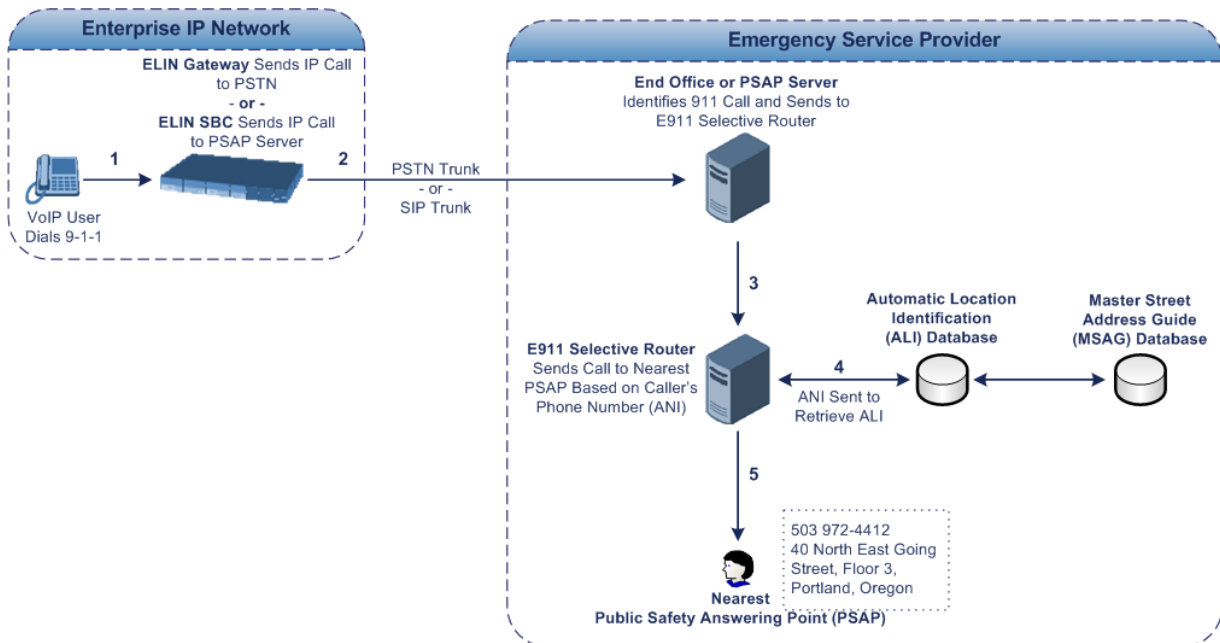 Enterprise IP Network
ELIN Gateway Sends IP Call
to PSTN
- or -
ELIN SBC Sends IP Call
to PSAP Server
1
2
VoIP User
Dials 9-1-1
PSTN Trunk
- or -
SIP Trunk
Emergency Service Provider
End Office or PSAP Server
Identifies 911 Call and Sends to
E911 Selective Router
3
Automatic Location
Identification
(ALI) Database
Master Street
Address Guide
(MSAG) Database
E911 Selective Router
Sends Call to Nearest
PSAP Based on Caller's
Phone Number (ANI)
4
ANI Sent to
Retrieve ALI
5
503 972-4412
40 North East Going
Street, Floor 3,
Portland, Oregon
Nearest
Public Safety Answering Point (PSAP)